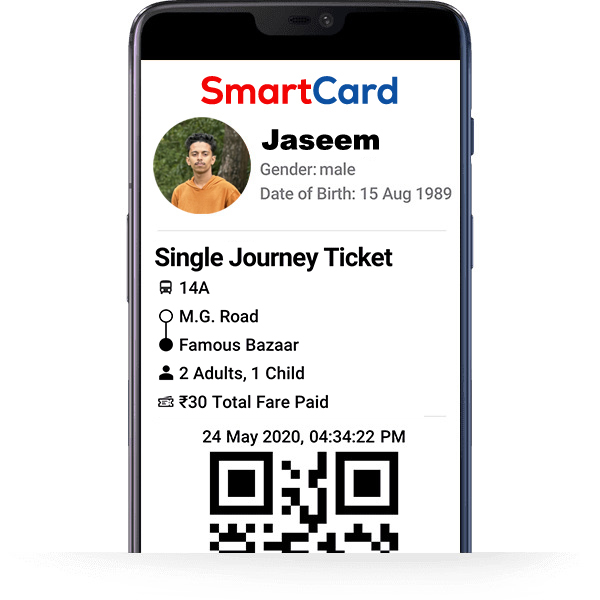 SmartCard
Jaseem
Gender: male
Date of Birth: 15 Aug 1989
Single Journey Ticket
14A
M.G. Road
Famous Bazaar
2 Adults, 1 Child
₹30 Total Fare Paid
24 May 2020, 04:34:22 PM